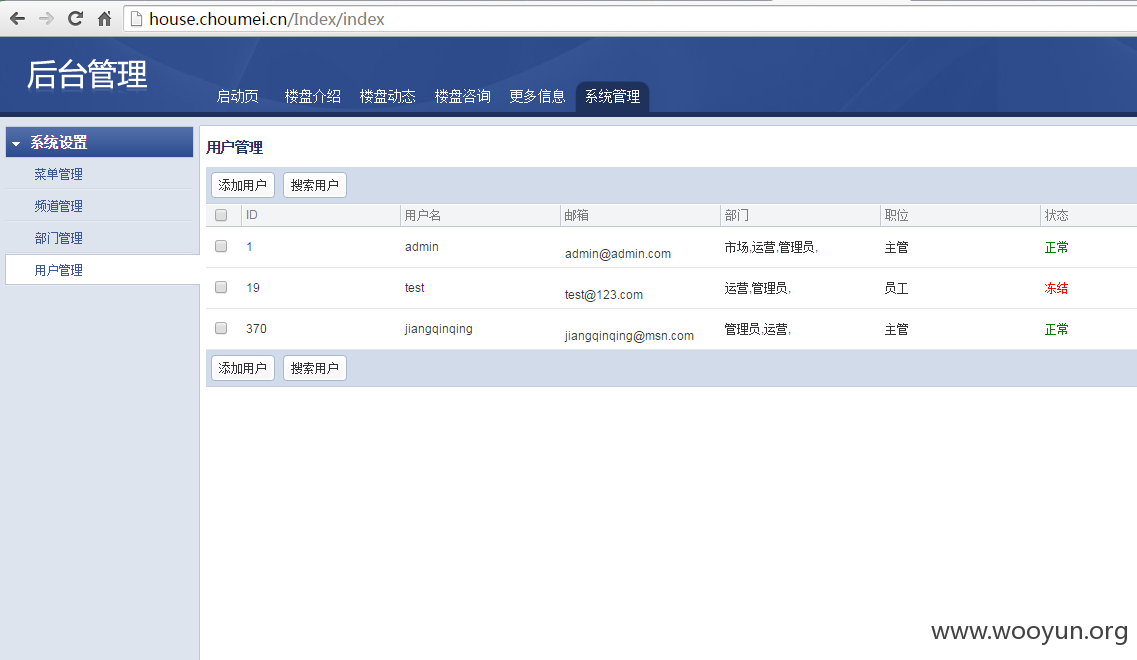 house.choumei.cn/Index/index
后台管理
启动页 楼盘介绍 楼盘动态 楼盘咨询 更多信息 系统管理
系统设置
菜单管理
频道管理
部门管理
用户管理
用户管理
添加用户 搜索用户
ID 用户名 邮箱 部门 职位 状态
1 admin admin@admin.com 市场,运营,管理员, 主管 正常
19 test test@123.com 运营,管理员, 员工 冻结
370 jiangqinqing jiangqinqing@msn.com 管理员,运营, 主管 正常
添加用户 搜索用户
www.wooyun.org